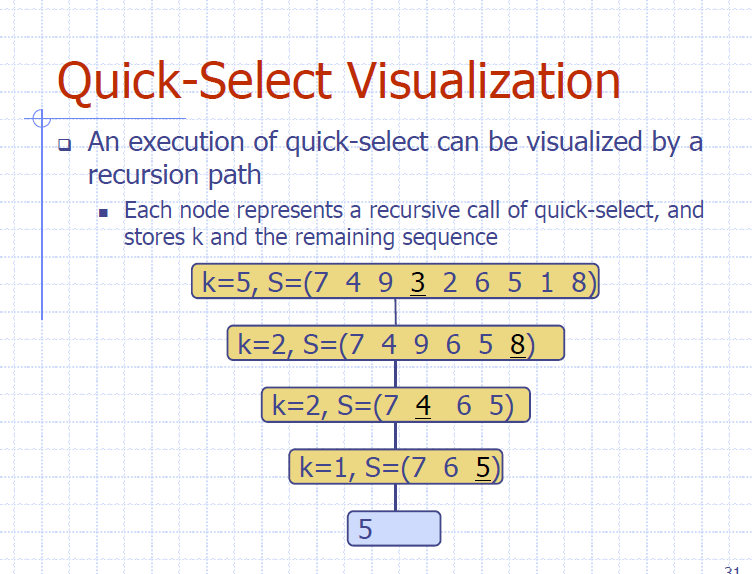 Quick-Select Visualization
An execution of quick-select can be visualized by a
recursion path
Each node represents a recursive call of quick-select, and
stores k and the remaining sequence
k=5, S=(7 4 9 3 2 6 5 1 8)
k=2, S=(7 4 9 6 5 8)
k=2, S=(7 4 6 5)
k=1, S=(7 6 5)
5
31